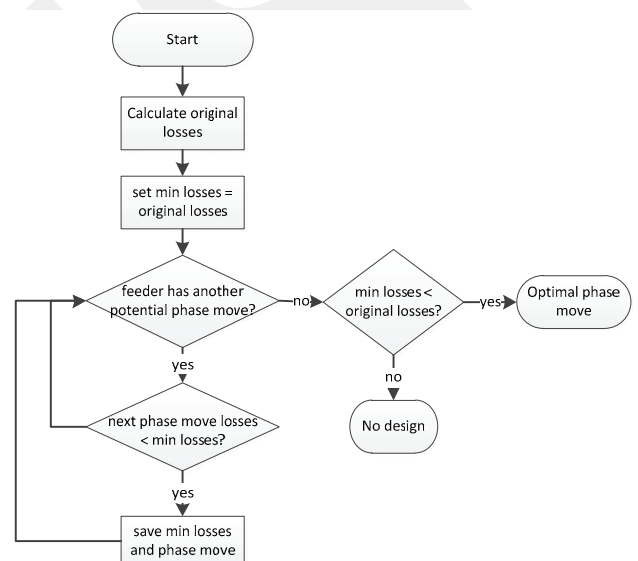 Start
Calculate original
losses
set min losses =
original losses
feeder has another
potential phase move?
no
min losses <
original losses?
yes
Optimal phase
move
yes
no
next phase move losses
< min losses?
No design
yes
save min losses
and phase move